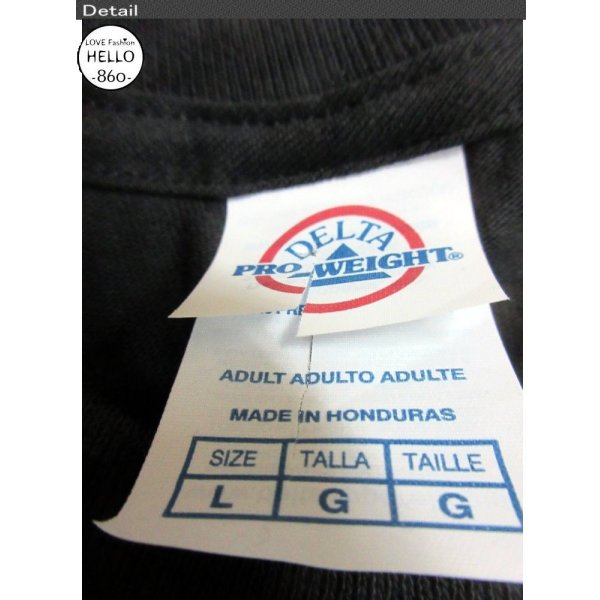 Detail
LOVE Fashion
HELLO
-860-
DELTA
PRO WEIGHT®
ADULT ADULTO ADULTE
MADE IN HONDURAS
SIZE TALLA TAILLE
L G G